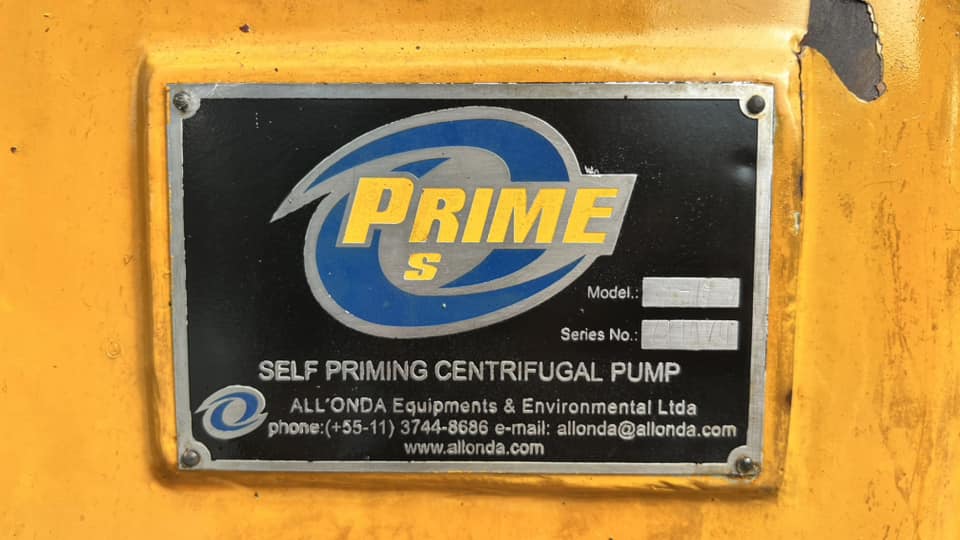 PRIME
S
Model.:
Series No.:
SELF PRIMING CENTRIFUGAL PUMP
ALL'ONDA Equipments & Environmental Ltda
phone:(+55-11) 3744-8686 e-mail: allonda@allonda.com
www.allonda.com